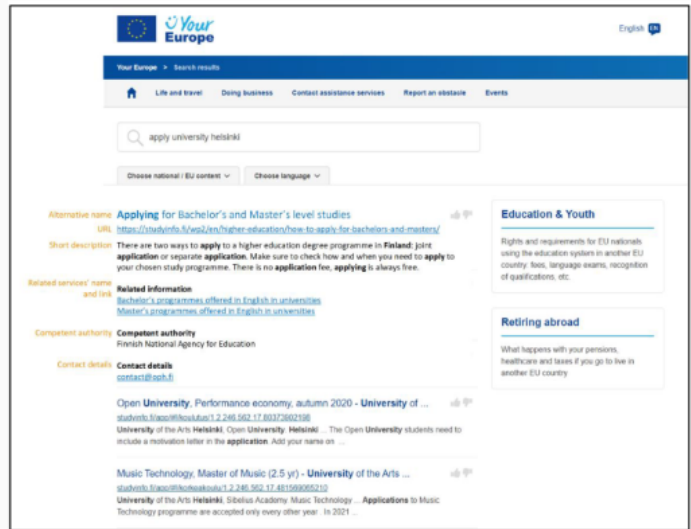 Your
Europe
English EN
Your Europe > Search results
Life and travel Doing business Contact assistance services Report an obstacle Events
apply university helsinki
Choose national / EU content Choose language
Alternative name Applying for Bachelor's and Master's level studies
URL https://studyinfo.fi/wp2/en/higher-education/how-to-apply-for-bachelors-and-masters/
Short description There are two ways to apply to a higher education degree programme in Finland: joint
application or separate application. Make sure to check how and when you need to apply to
your chosen study programme. There is no application fee, applying is always free.
Related services' name
and link
Related information
Bachelor's programmes offered in English in universities
Master's programmes offered in English in universities
Competent authority Competent authority
Finnish National Agency for Education
Contact details Contact details
contact@oph.fi
Open University, Performance economy, autumn 2020 - University of ...
University of the Arts Helsinki, Open University. Helsinki ... The Open University students need to
include a motivation letter in the application. Add your name on ...
Music Technology, Master of Music (2.5 yr) - University of the Arts ...
University of the Arts Helsinki, Sibelius Academy. Music Technology ... Applications to Music
Technology programme are accepted only every other year. In 2021 ...
Education & Youth
Rights and requirements for EU nationals
using the education system in another EU
country: fees, language exams, recognition
of qualifications, etc.
Retiring abroad
What happens with your pensions,
healthcare and taxes if you go to live in
another EU country